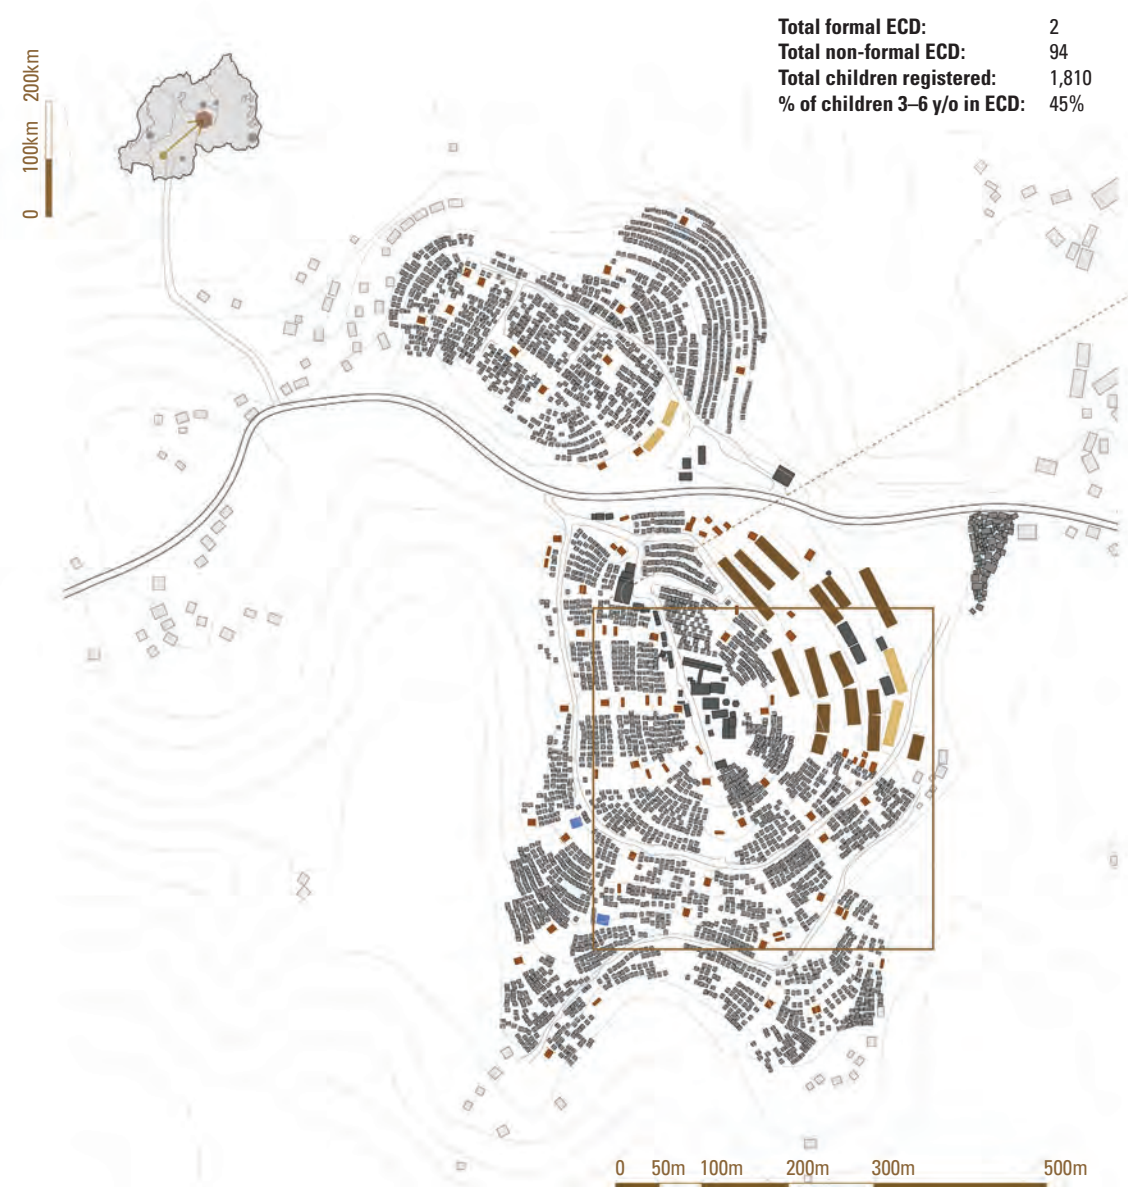 Total formal ECD: 2
Total non-formal ECD: 94
Total children registered: 1,810
% of children 3–6 y/o in ECD: 45%
0 100km 200km
0 50m 100m 200m 300m 500m